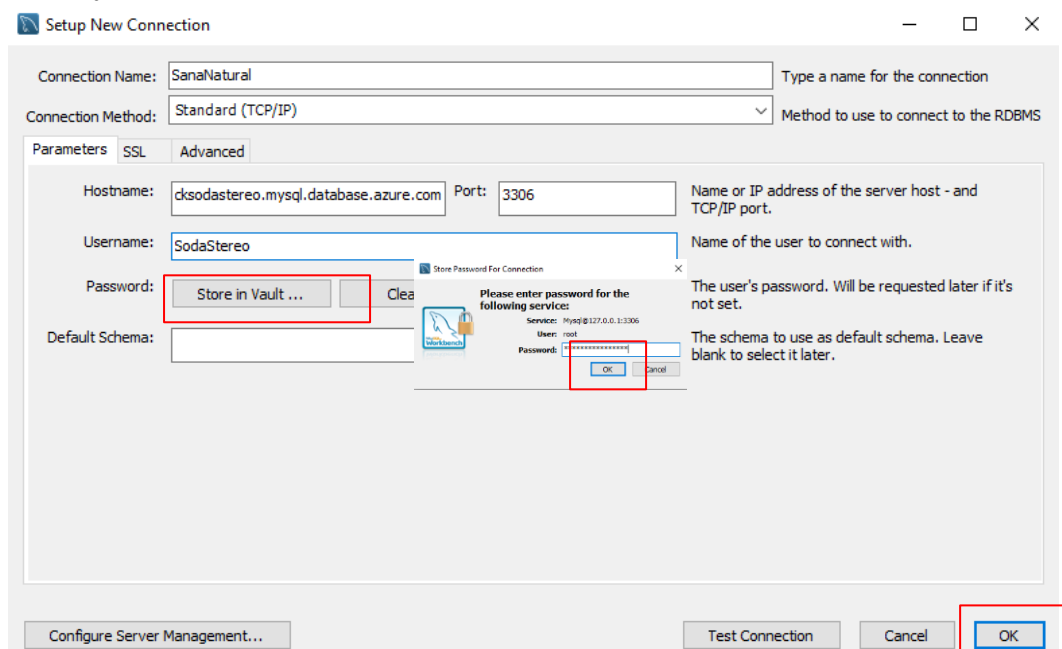 Setup New Connection
Connection Name: SanaNatural Type a name for the connection
Connection Method: Standard (TCP/IP) Method to use to connect to the RDBMS
Parameters SSL Advanced
Hostname: cksodastereo.mysql.database.azure.com Port: 3306 Name or IP address of the server host - and
TCP/IP port.
Username: SodaStereo Name of the user to connect with.
Store Password For Connection
Password: Store in Vault ... Clea The user's password. Will be requested later if it's
not set.
Please enter password for the
following service:
Service: Mysql@127.0.0.1:3306
User: root
Password:
OK Cancel
MySQL
Workbench
Default Schema: The schema to use as default schema. Leave
blank to select it later.
Configure Server Management... Test Connection Cancel OK